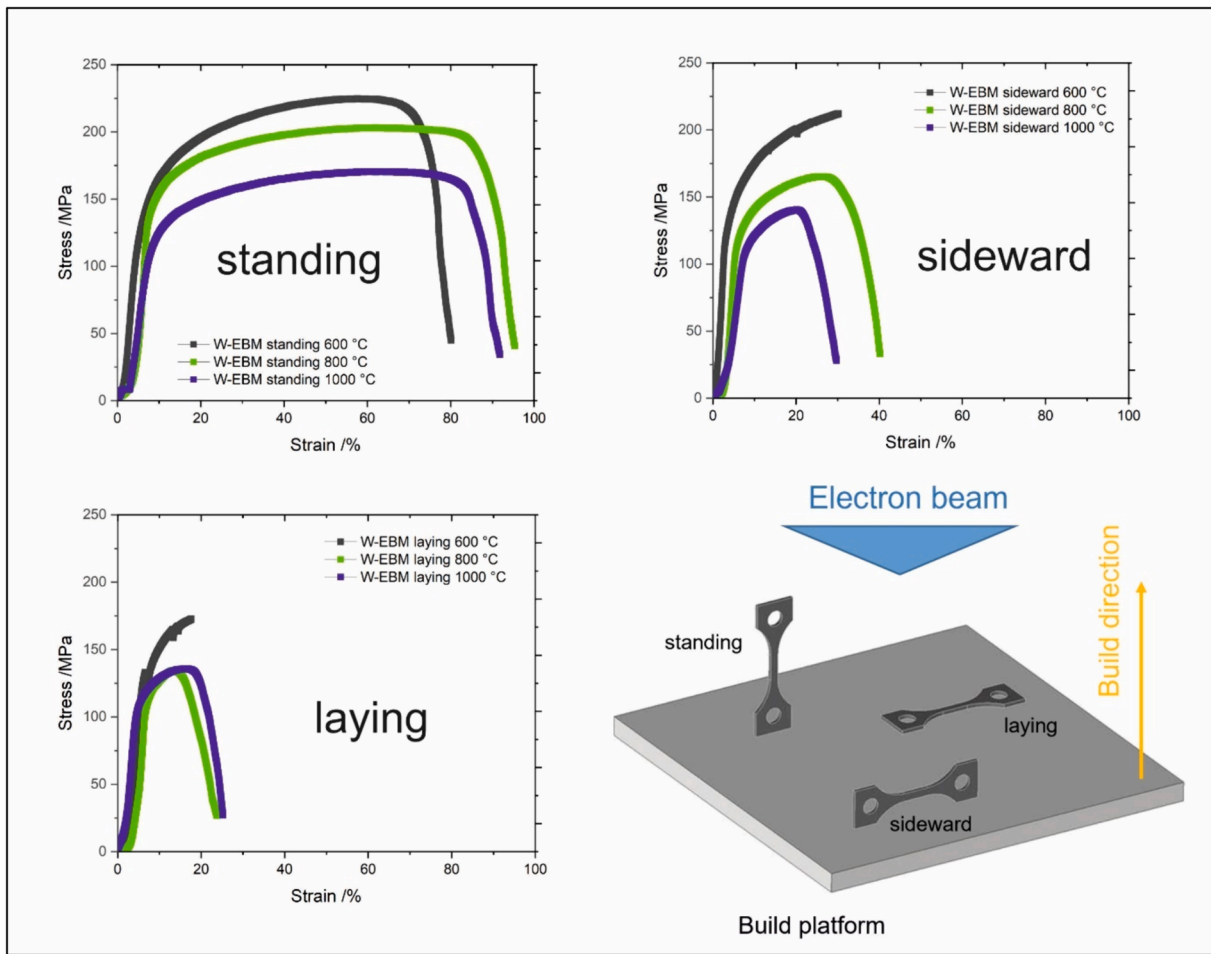 250
200
150
100
50
0
Stress /MPa
standing
W-EBM standing 600 °C
W-EBM standing 800 °C
W-EBM standing 1000 °C
0 20 40 60 80 100
Strain /%
250
200
150
100
50
0
Stress /MPa
W-EBM sideward 600 °C
W-EBM sideward 800 °C
W-EBM sideward 1000 °C
sideward
0 20 40 60 80 100
Strain /%
250
200
150
100
50
0
Stress /MPa
W-EBM laying 600 °C
W-EBM laying 800 °C
W-EBM laying 1000 °C
laying
0 20 40 60 80 100
Strain /%
Electron beam
Build direction
standing
laying
sideward
Build platform